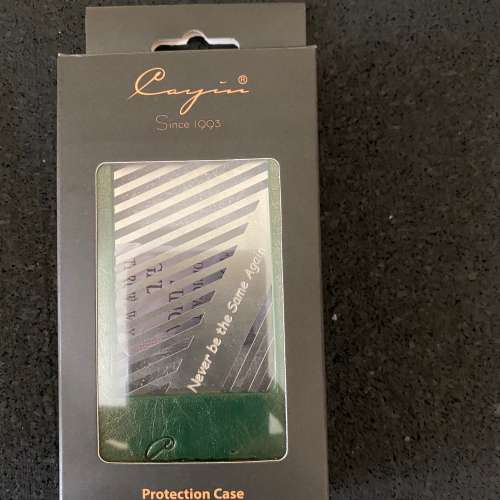 Cayin®
Since 1993
Never be the Same Again
Protection Case